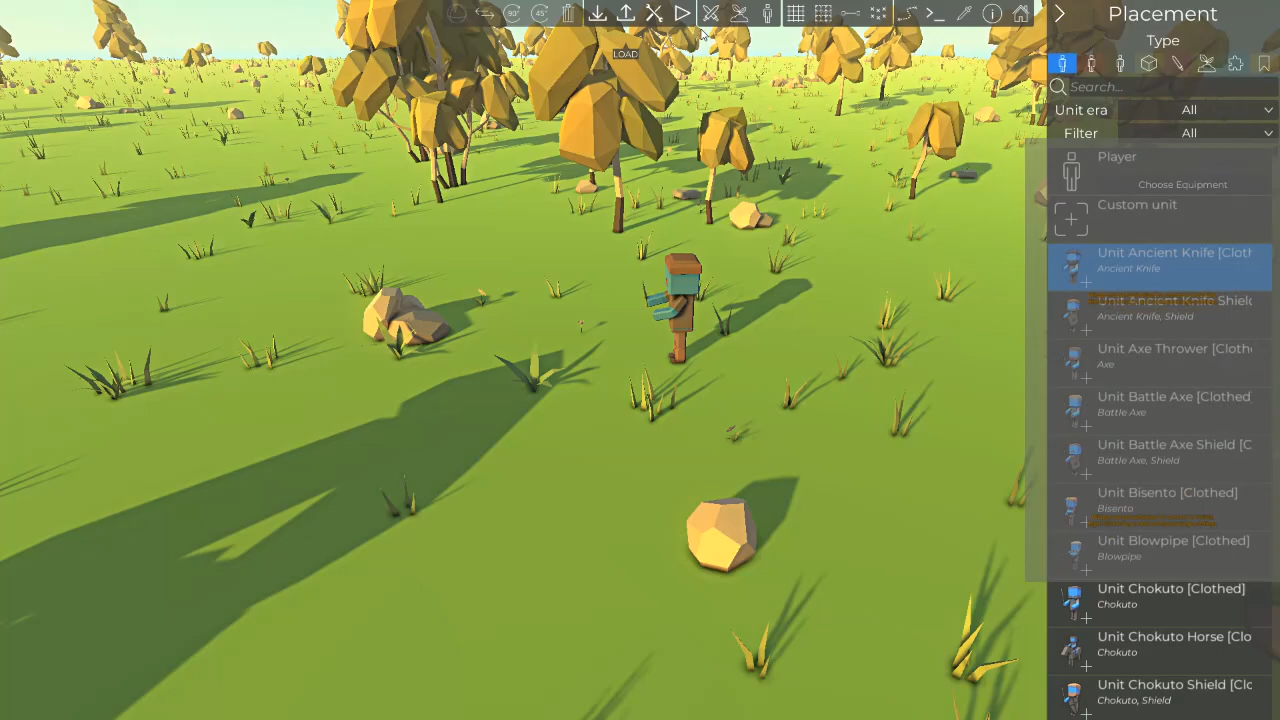 90°
45°
LOAD
Placement
Type
Search...
Unit era
All
Filter
All
Player
Choose Equipment
Custom unit
Unit Ancient Knife [Cloth
Ancient Knife
Unit Ancient Knife Shield
Ancient Knife, Shield
Unit Axe Thrower [Cloth
Axe
Unit Battle Axe [Clothed
Battle Axe
Unit Battle Axe Shield [C
Battle Axe, Shield
Unit Bisento [Clothed]
Bisento
Unit Blowpipe [Clothed]
Blowpipe
Unit Chokuto [Clothed]
Chokuto
Unit Chokuto Horse [Clo
Chokuto
Unit Chokuto Shield [Clo
Chokuto, Shield